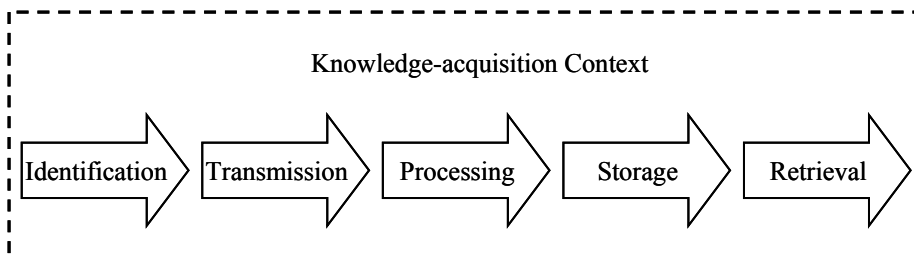 Knowledge-acquisition Context
Identification Transmission Processing Storage Retrieval